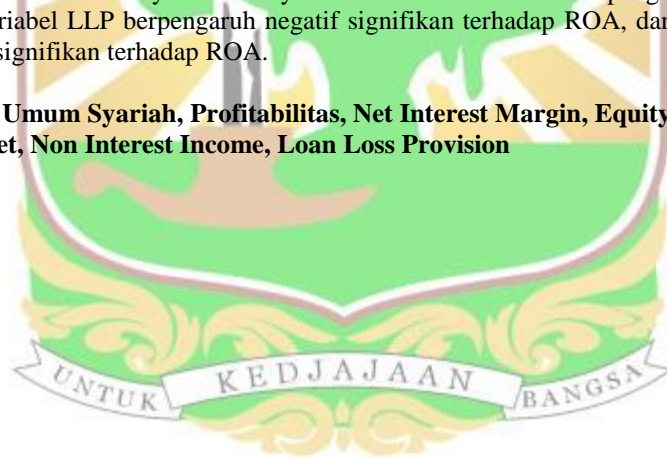 riabel LLP berpengaruh negatif signifikan terhadap ROA, dan
signifikan terhadap ROA.
Umum Syariah, Profitabilitas, Net Interest Margin, Equity
et, Non Interest Income, Loan Loss Provision
UNTUK KEDJAJAAN BANGSA